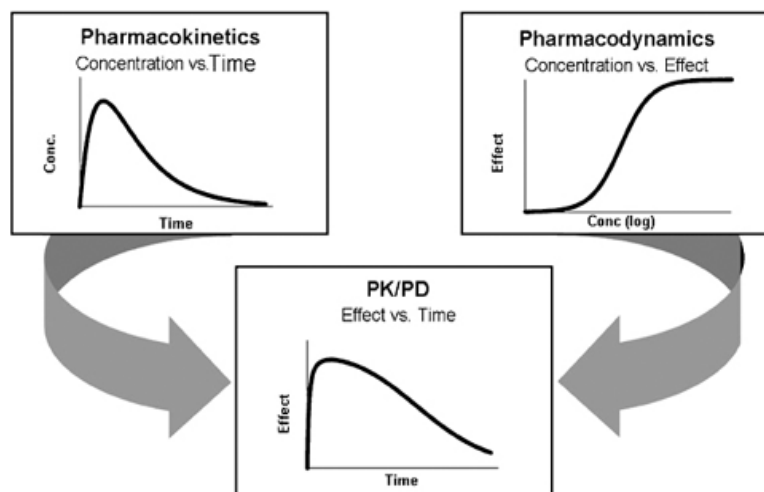 Pharmacokinetics
Concentration vs.Time
Conc.
Time
Pharmacodynamics
Concentration vs. Effect
Effect
Conc (log)
PK/PD
Effect vs. Time
Effect
Time